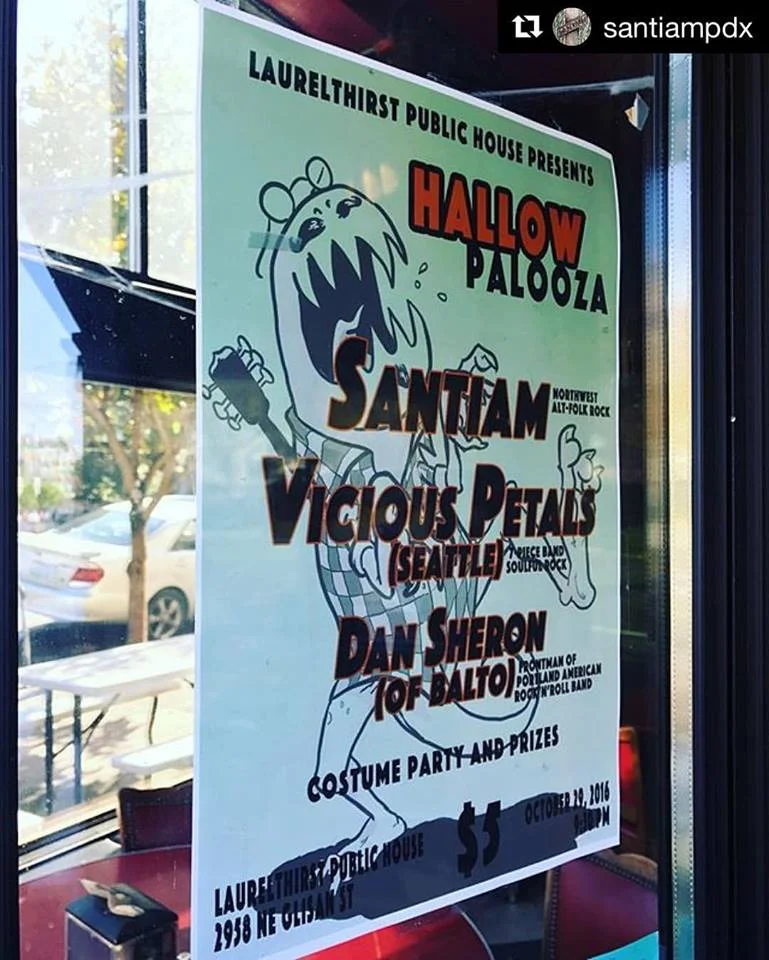 santiampdx
LAURELTHIRST PUBLIC HOUSE PRESENTS
HALLOW
PALOOZA
SANTIAM
NORTHWEST
ALT-FOLK ROCK
VICIOUS PETALS
(SEATTLE)
7 PIECE BAND
SOULFUL ROCK
DAN SHERON
(OF BALTO)
FRONTMAN OF
PORTLAND AMERICAN
ROCK'N'ROLL BAND
COSTUME PARTY AND PRIZES
$5
OCTOBER 29, 2016
9:30PM
LAURELTHIRST PUBLIC HOUSE
2958 NE GLISAN ST